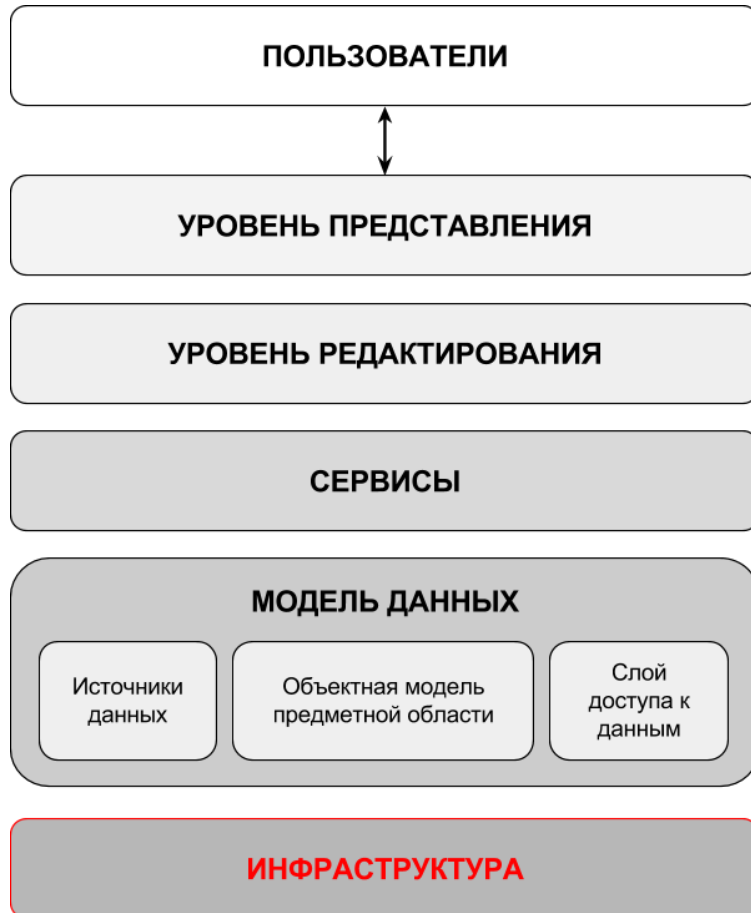 ПОЛЬЗОВАТЕЛИ
УРОВЕНЬ ПРЕДСТАВЛЕНИЯ
УРОВЕНЬ РЕДАКТИРОВАНИЯ
СЕРВИСЫ
МОДЕЛЬ ДАННЫХ
Источники
данных
Объектная модель
предметной области
Слой
доступа к
данным
ИНФРАСТРУКТУРА